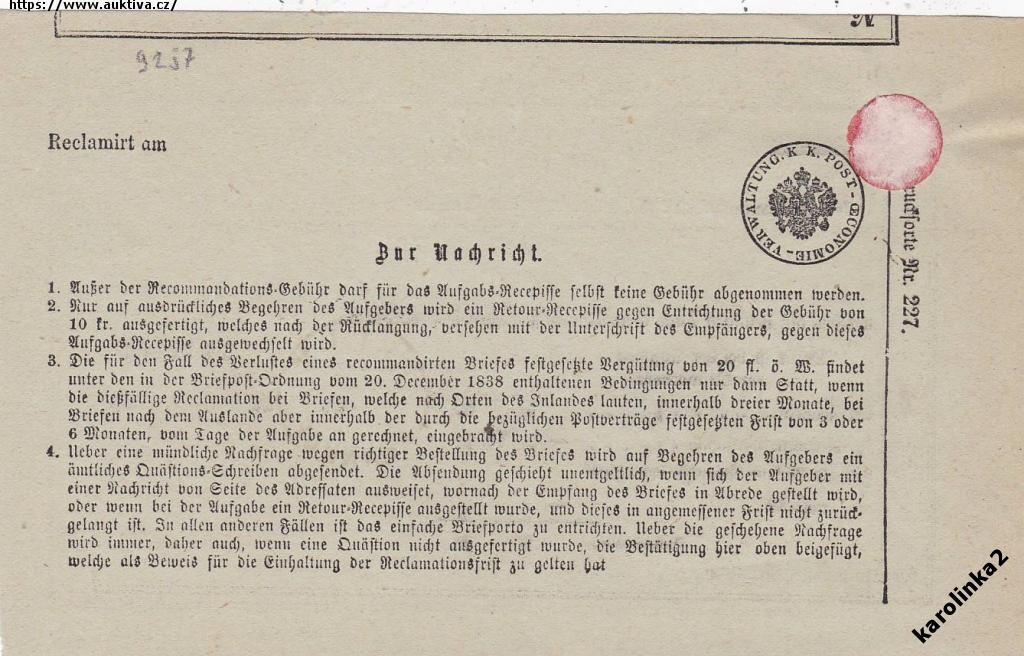 https://www.auktiva.cz/
N
9257
Reclamirt am
VERWALTUNG. K. K. POST-ŒCONOMIE-
Zur Nachricht.
1. Außer der Recommandations-Gebühr darf für das Aufgabs-Recepisse selbst keine Gebühr abgenommen werden.
2. Nur auf ausdrückliches Begehren des Aufgebers wird ein Retour-Recepisse gegen Entrichtung der Gebühr von
10 kr. ausgefertigt, welches nach der Rücklangung, versehen mit der Unterschrift des Empfängers, gegen dieses
Aufgabs-Recepisse ausgewechselt wird.
3. Die für den Fall des Verlustes eines recommandirten Briefes festgesetzte Vergütung von 20 fl. ö. W. findet
unter den in der Briefpost-Ordnung vom 20. December 1838 enthaltenen Bedingungen nur dann Statt, wenn
die dießfällige Reclamation bei Briefen, welche nach Orten des Inlandes lauten, innerhalb dreier Monate, bei
Briefen nach dem Auslande aber innerhalb der durch die bezüglichen Postverträge festgesetzten Frist von 3 oder
6 Monaten, vom Tage der Aufgabe an gerechnet, eingebracht wird.
4. Ueber eine mündliche Nachfrage wegen richtiger Bestellung des Briefes wird auf Begehren des Aufgebers ein
ämtliches Quästions-Schreiben abgesendet. Die Absendung geschieht unentgeltlich, wenn sich der Aufgeber mit
einer Nachricht von Seite des Adressaten ausweiset, wornach der Empfang des Briefes in Abrede gestellt wird,
oder wenn bei der Aufgabe ein Retour-Recepisse ausgestellt wurde, und dieses in angemessener Frist nicht zurück-
gelangt ist. In allen anderen Fällen ist das einfache Briefporto zu entrichten. Ueber die geschehene Nachfrage
wird immer, daher auch, wenn eine Quästion nicht ausgefertigt wurde, die Bestätigung hier oben beigefügt,
welche als Beweis für die Einhaltung der Reclamationsfrist zu gelten hat
Nr. 227.
karolinka2